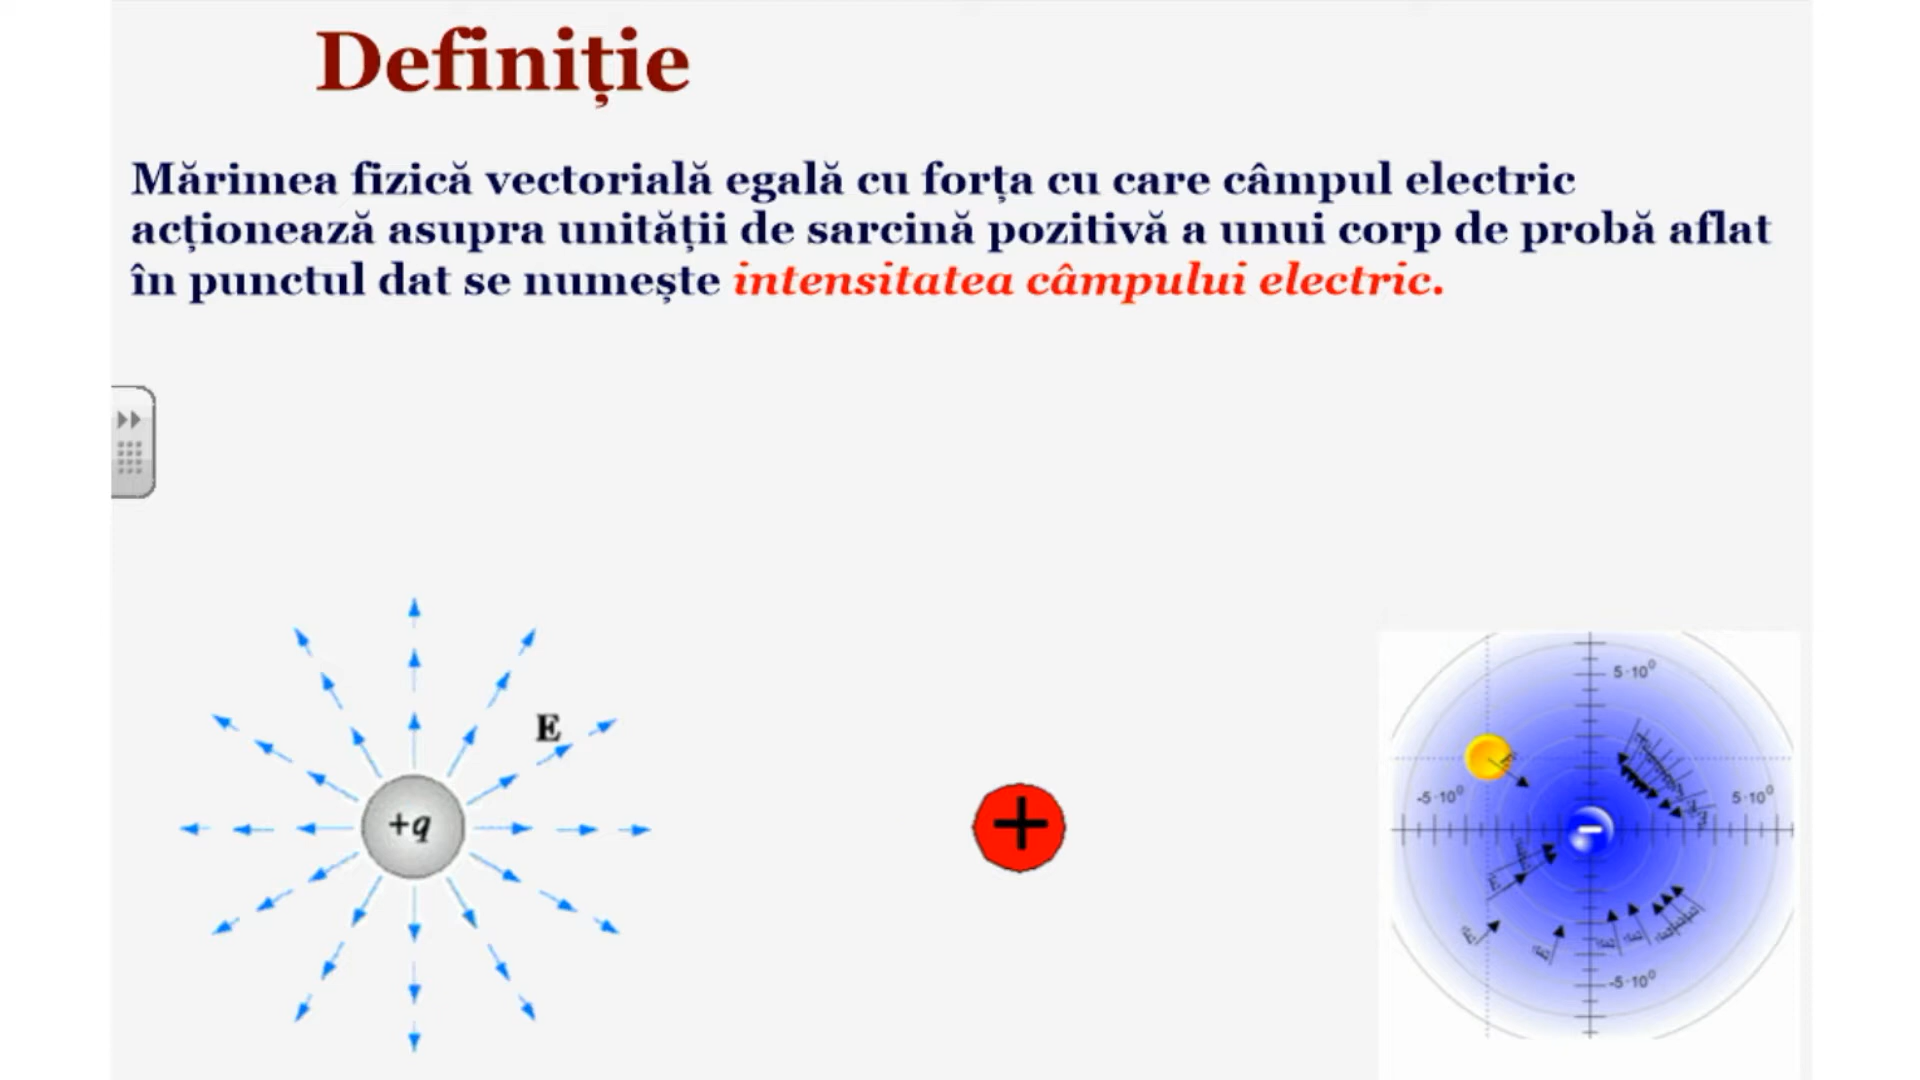 Definiție
Mărimea fizică vectorială egală cu forța cu care câmpul electric
acționează asupra unității de sarcină pozitivă a unui corp de probă aflat
în punctul dat se numește intensitatea câmpului electric.
E
+q
+
5·10⁰
-5·10⁰
5·10⁰
-5·10⁰